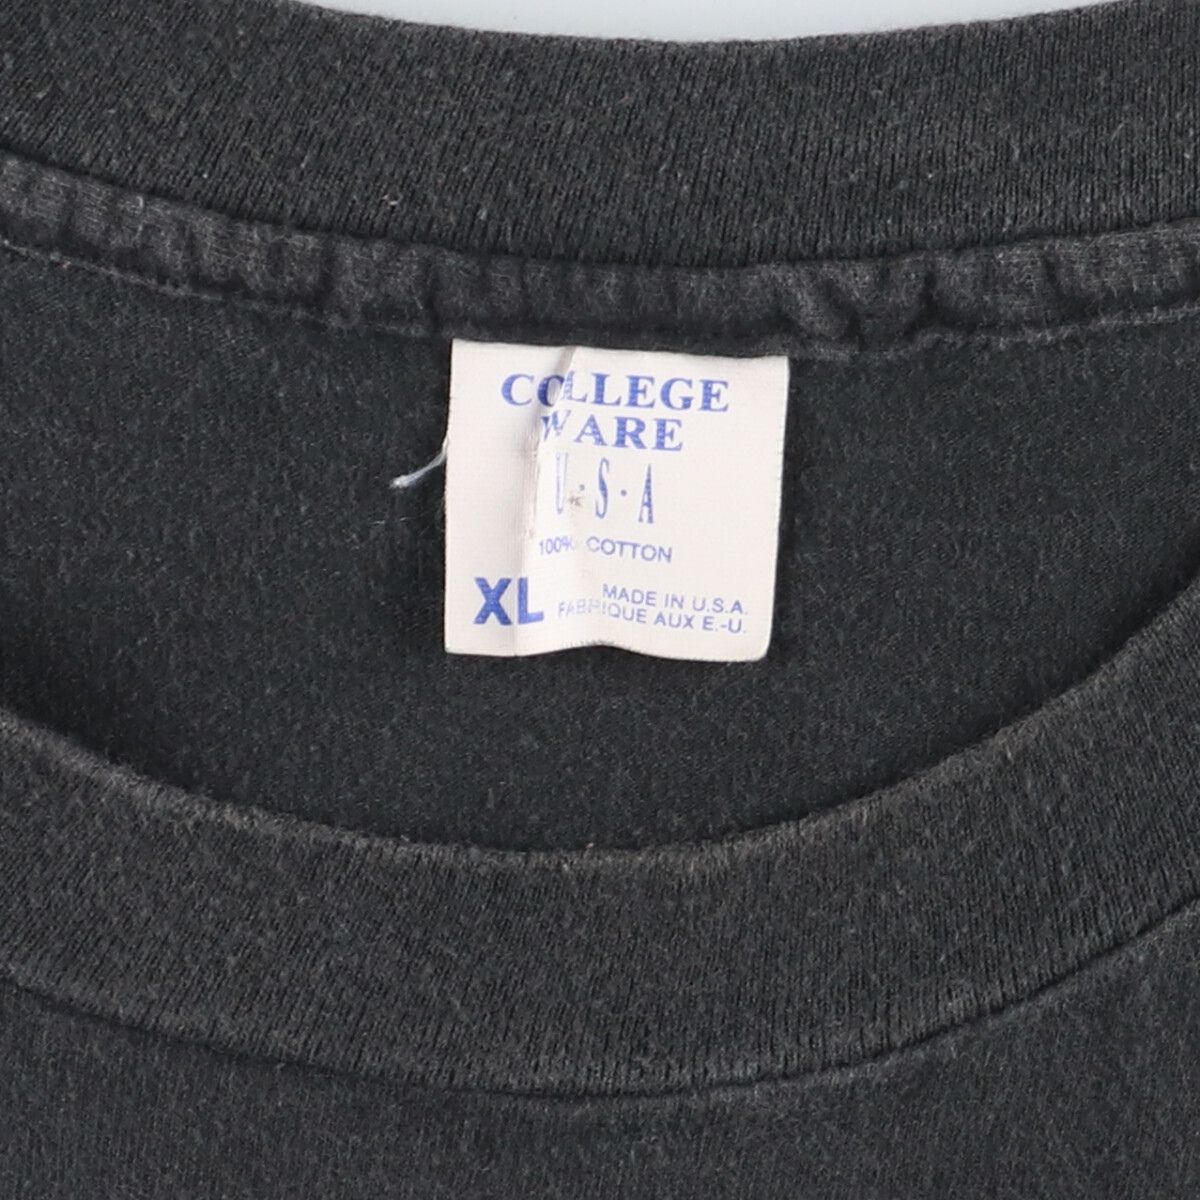 COLLEGE
WARE
U·S·A
100% COTTON
XL
MADE IN U.S.A.
FABRIQUE AUX E.-U.